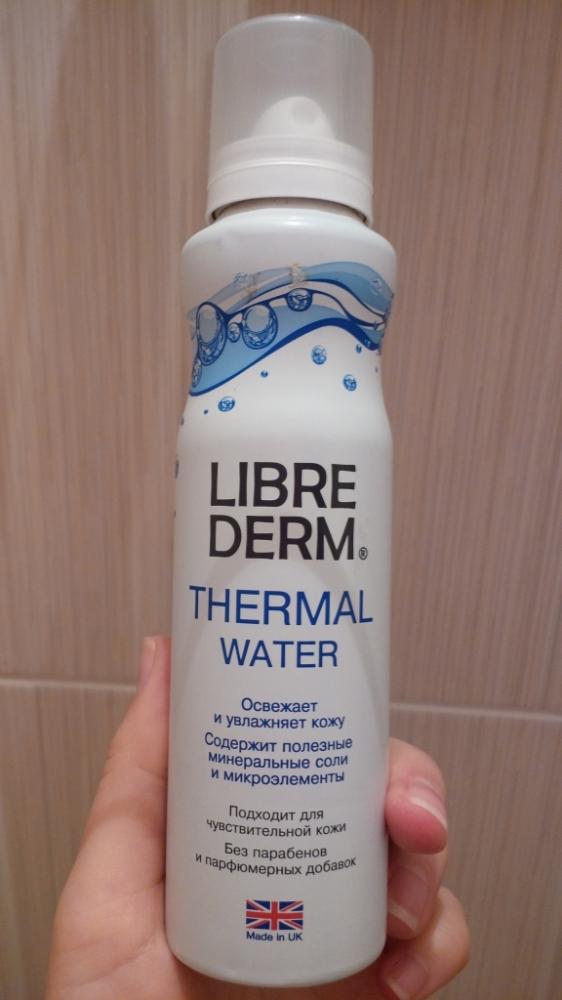 LIBRE
DERM®
THERMAL
WATER
Освежает
и увлажняет кожу
Содержит полезные
минеральные соли
и микроэлементы
Подходит для
чувствительной кожи
Без парабенов
и парфюмерных добавок
Made in UK